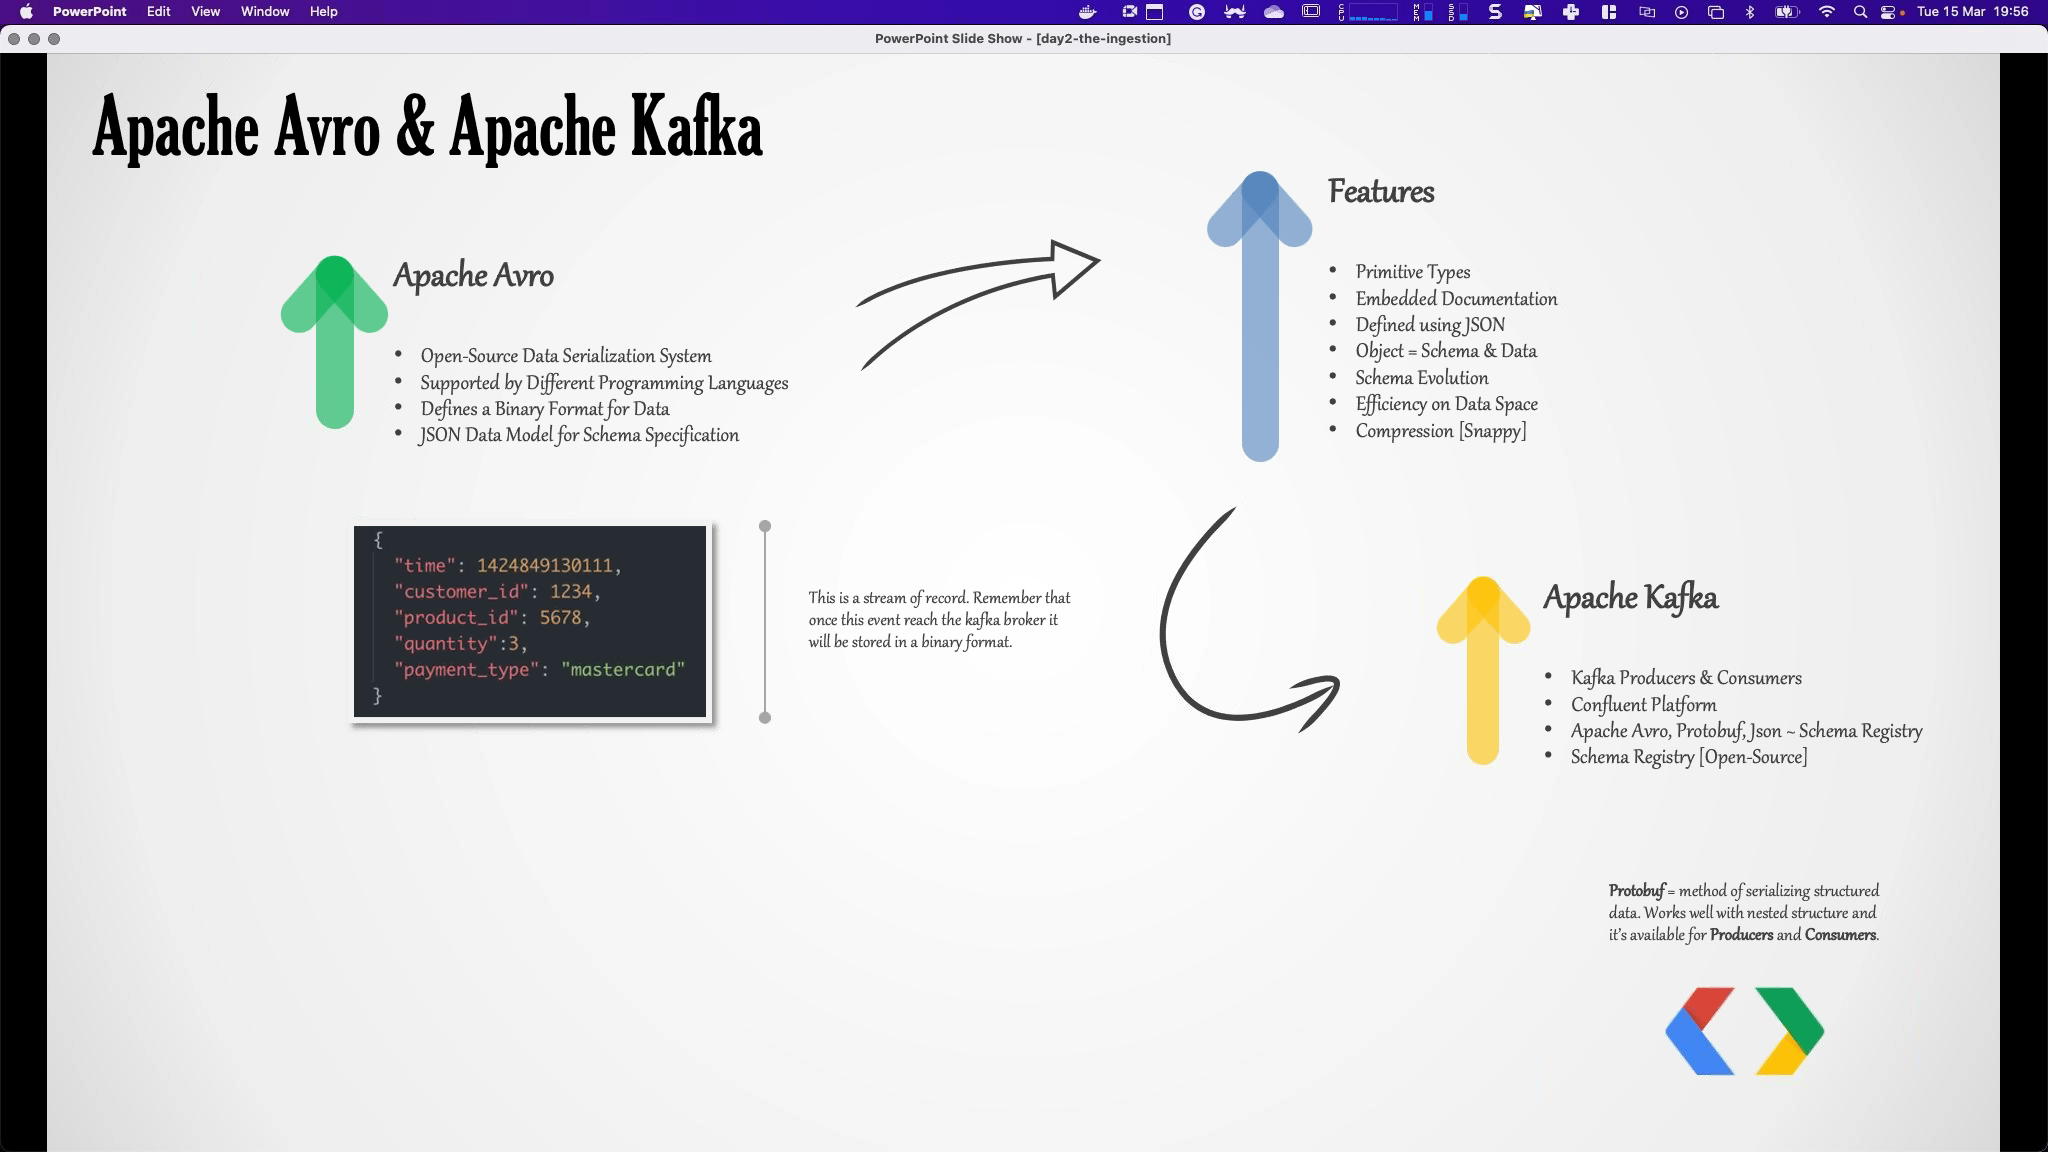 PowerPoint Edit View Window Help
CPU MEM SSD Tue 15 Mar 19:56
PowerPoint Slide Show - [day2-the-ingestion]
Apache Avro & Apache Kafka
Apache Avro
• Open-Source Data Serialization System
• Supported by Different Programming Languages
• Defines a Binary Format for Data
• JSON Data Model for Schema Specification
Features
• Primitive Types
• Embedded Documentation
• Defined using JSON
• Object = Schema & Data
• Schema Evolution
• Efficiency on Data Space
• Compression [Snappy]
{
"time": 1424849130111,
"customer_id": 1234,
"product_id": 5678,
"quantity":3,
"payment_type": "mastercard"
}
This is a stream of record. Remember that
once this event reach the kafka broker it
will be stored in a binary format.
Apache Kafka
• Kafka Producers & Consumers
• Confluent Platform
• Apache Avro, Protobuf, Json ~ Schema Registry
• Schema Registry [Open-Source]
Protobuf = method of serializing structured
data. Works well with nested structure and
it's available for Producers and Consumers.